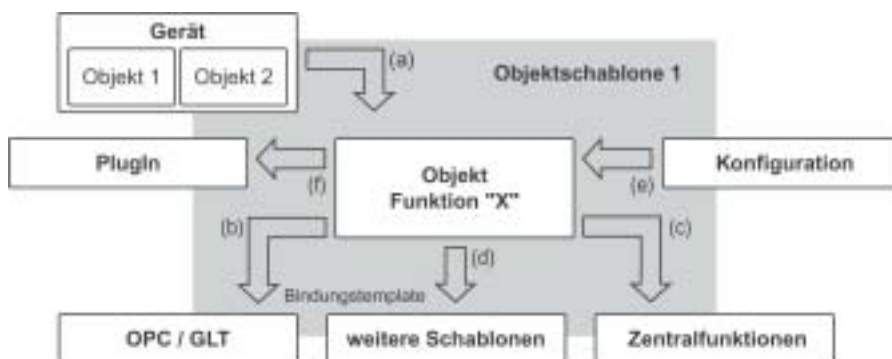 Gerät
Objekt 1
Objekt 2
(a)
Objektschablone 1
PlugIn
(f)
Objekt
Funktion "X"
(e)
Konfiguration
(b)
(d)
(c)
Bindungstemplate
OPC / GLT
weitere Schablonen
Zentralfunktionen